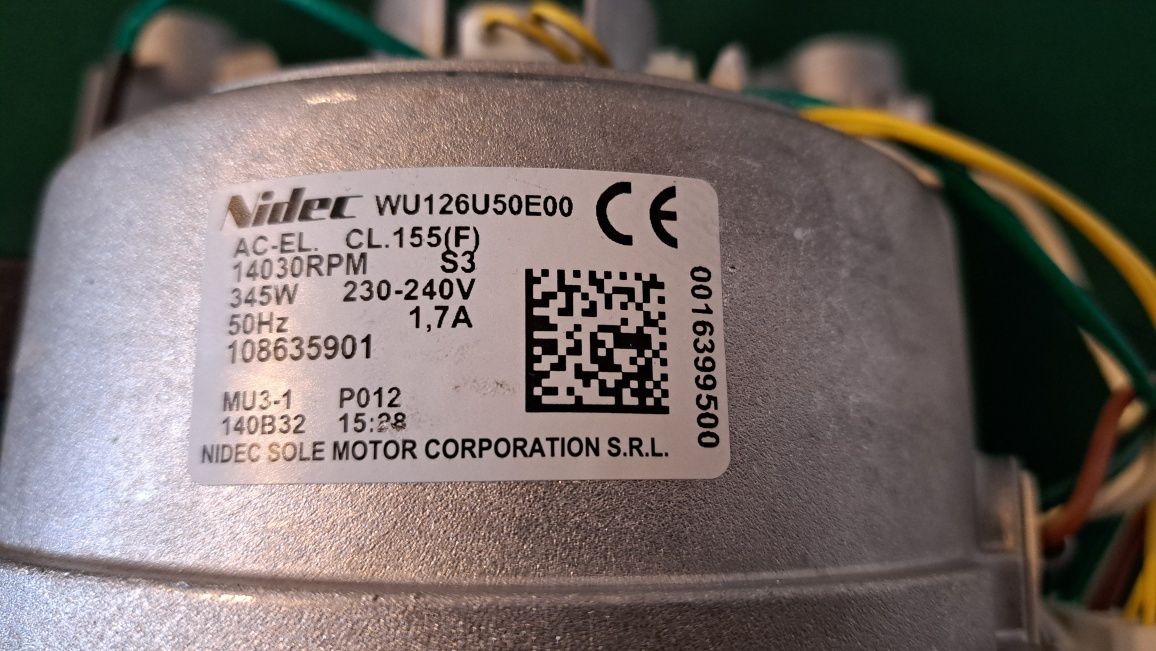 Nidec WU126U50E00 CE
AC-EL. CL.155(F)
14030RPM S3
345W 230-240V
50Hz 1,7A
108635901
MU3-1 P012
140B32 15:28
NIDEC SOLE MOTOR CORPORATION S.R.L.
0016399500